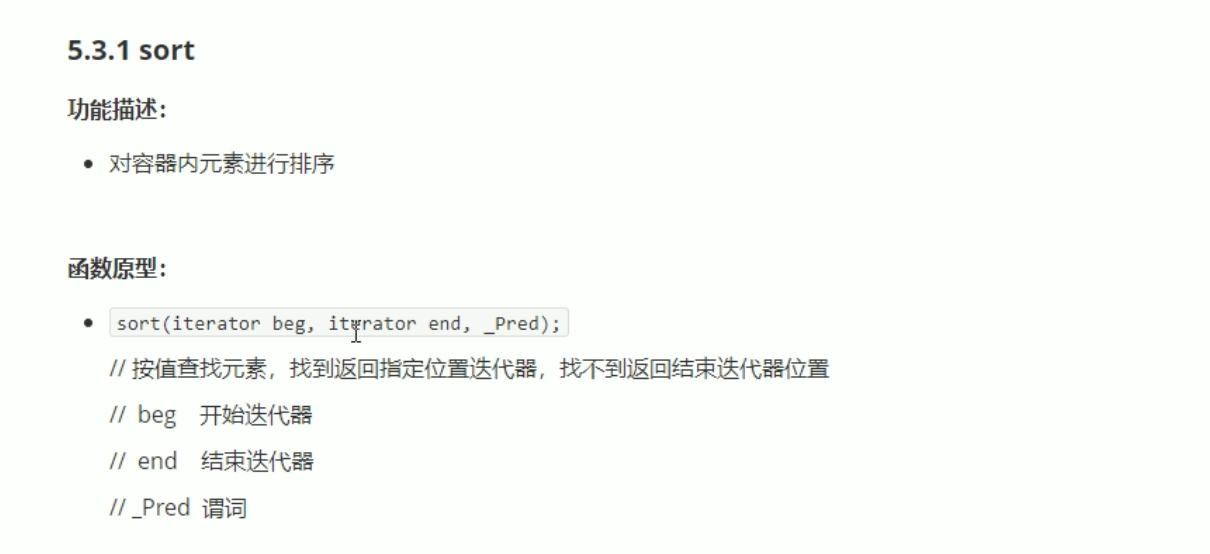 5.3.1 sort
功能描述：
• 对容器内元素进行排序
函数原型：
• sort(iterator beg, iterator end, _Pred);
// 按值查找元素，找到返回指定位置迭代器，找不到返回结束迭代器位置
// beg 开始迭代器
// end 结束迭代器
// _Pred 谓词